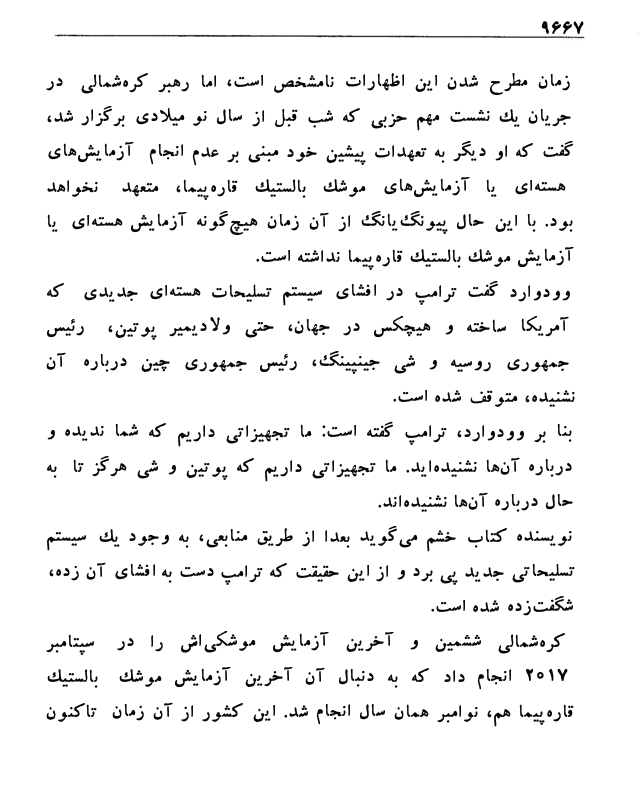 ۹۶۶۷
زمان مطرح شدن این اظهارات نامشخص است، اما رهبر کره‌شمالی در
جریان یك نشست مهم حزبی که شب قبل از سال نو میلادی برگزار شد،
گفت که او دیگر به تعهدات پیشین خود مبنی بر عدم انجام آزمایش‌های
هسته‌ای یا آزمایش‌های موشك بالستیك قاره‌پیما، متعهد نخواهد
بود. با این حال پیونگ‌یانگ از آن زمان هیچ‌گونه آزمایش هسته‌ای یا
آزمایش موشك بالستیك قاره‌پیما نداشته است.
وودوارد گفت ترامپ در افشای سیستم تسلیحات هسته‌ای جدیدی که
آمریکا ساخته و هیچکس در جهان، حتی ولادیمیر پوتین، رئیس
جمهوری روسیه و شی جینپینگ، رئیس جمهوری چین درباره آن
نشنیده، متوقف شده است.
بنا بر وودوارد، ترامپ گفته است: ما تجهیزاتی داریم که شما ندیده و
درباره آن‌ها نشنیده‌اید. ما تجهیزاتی داریم که پوتین و شی هرگز تا به
حال درباره آن‌ها نشنیده‌اند.
نویسنده کتاب خشم می‌گوید بعدا از طریق منابعی، به وجود یك سیستم
تسلیحاتی جدید پی برد و از این حقیقت که ترامپ دست به افشای آن زده،
شگفت‌زده شده است.
کره‌شمالی ششمین و آخرین آزمایش موشکی‌اش را در سپتامبر
۲۰۱۷ انجام داد که به دنبال آن آخرین آزمایش موشك بالستیك
قاره‌پیما هم، نوامبر همان سال انجام شد. این کشور از آن زمان تاکنون